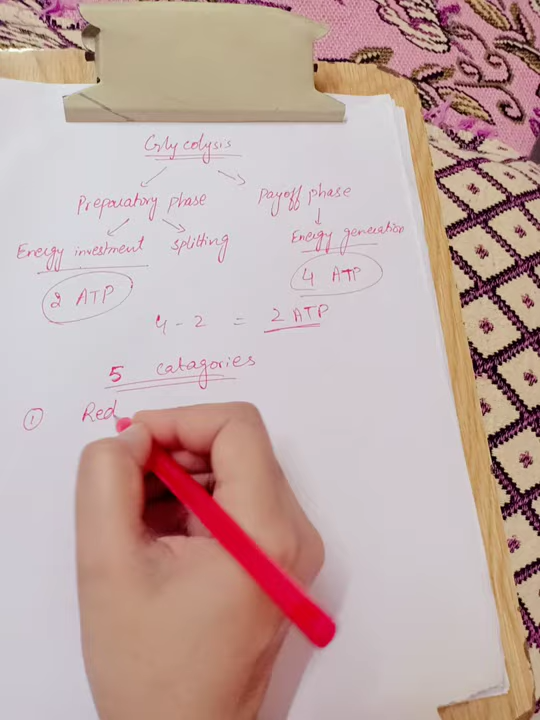 Glycolysis
Preparatory phase
Payoff phase
Energy investment
splitting
Energy generation
2 ATP
4 ATP
4 - 2 = 2 ATP
5 catagories
① Red